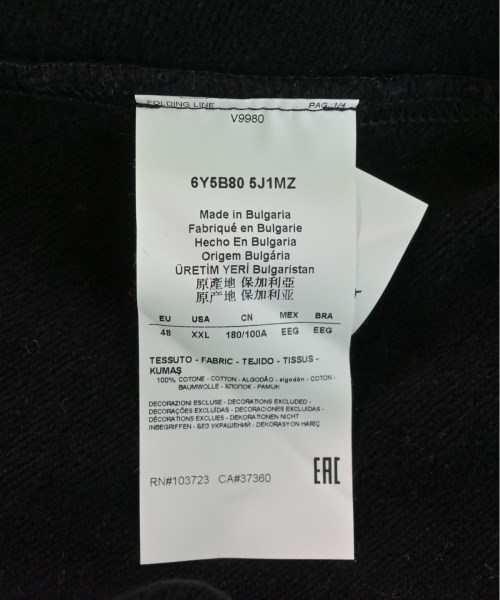 FOLDING LINE PAG. 1/4
V9980
6Y5B80 5J1MZ
Made in Bulgaria
Fabriqué en Bulgarie
Hecho En Bulgaria
Origem Bulgária
ÜRETİM YERİ Bulgaristan
原產地 保加利亞
原产地 保加利亚
EU USA CN MEX BRA
48 XXL 180/100A EEG EEG
TESSUTO - FABRIC - TEJIDO - TISSUS -
KUMAŞ
100% COTONE - COTTON - ALGODÃO - algodón - COTON -
BAUMWOLLE - ХЛОПОК - PAMUK
DECORAZIONI ESCLUSE - DECORATIONS EXCLUDED -
DECORAÇÕES EXCLUÍDAS - DECORACIONES EXCLUIDAS -
DÉCORATIONS EXCLUES - DEKORATIONEN NICHT
INBEGRIFFEN - БЕЗ УКРАШЕНИЙ - DEKORASYON HARİÇ
RN#103723 CA#37360
EAC